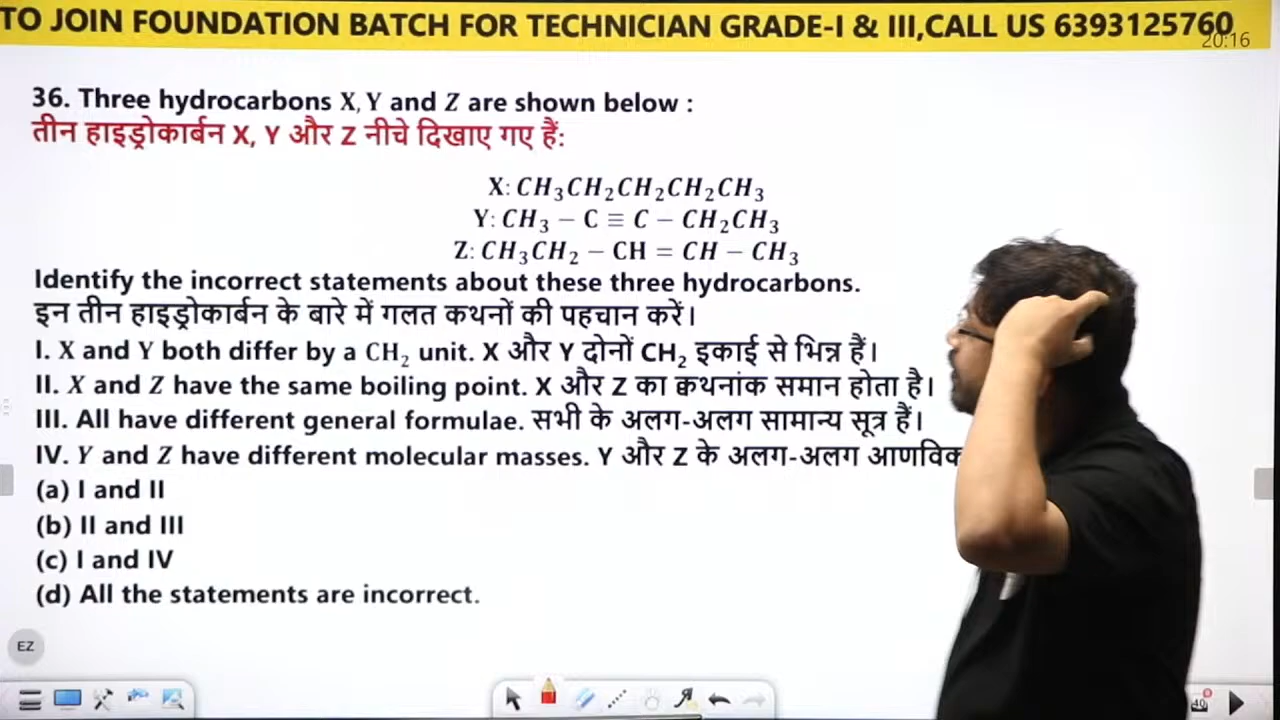 TO JOIN FOUNDATION BATCH FOR TECHNICIAN GRADE-I & III,CALL US 6393125760
20:16
36. Three hydrocarbons X, Y and Z are shown below :
तीन हाइड्रोकार्बन X, Y और Z नीचे दिखाए गए हैं:
X: CH₃CH₂CH₂CH₂CH₃
Y: CH₃ − C ≡ C − CH₂CH₃
Z: CH₃CH₂ − CH = CH − CH₃
Identify the incorrect statements about these three hydrocarbons.
इन तीन हाइड्रोकार्बन के बारे में गलत कथनों की पहचान करें।
I. X and Y both differ by a CH₂ unit. X और Y दोनों CH₂ इकाई से भिन्न हैं।
II. X and Z have the same boiling point. X और Z का क्वथनांक समान होता है।
III. All have different general formulae. सभी के अलग-अलग सामान्य सूत्र हैं।
IV. Y and Z have different molecular masses. Y और Z के अलग-अलग आणविक
(a) I and II
(b) II and III
(c) I and IV
(d) All the statements are incorrect.
EZ
40